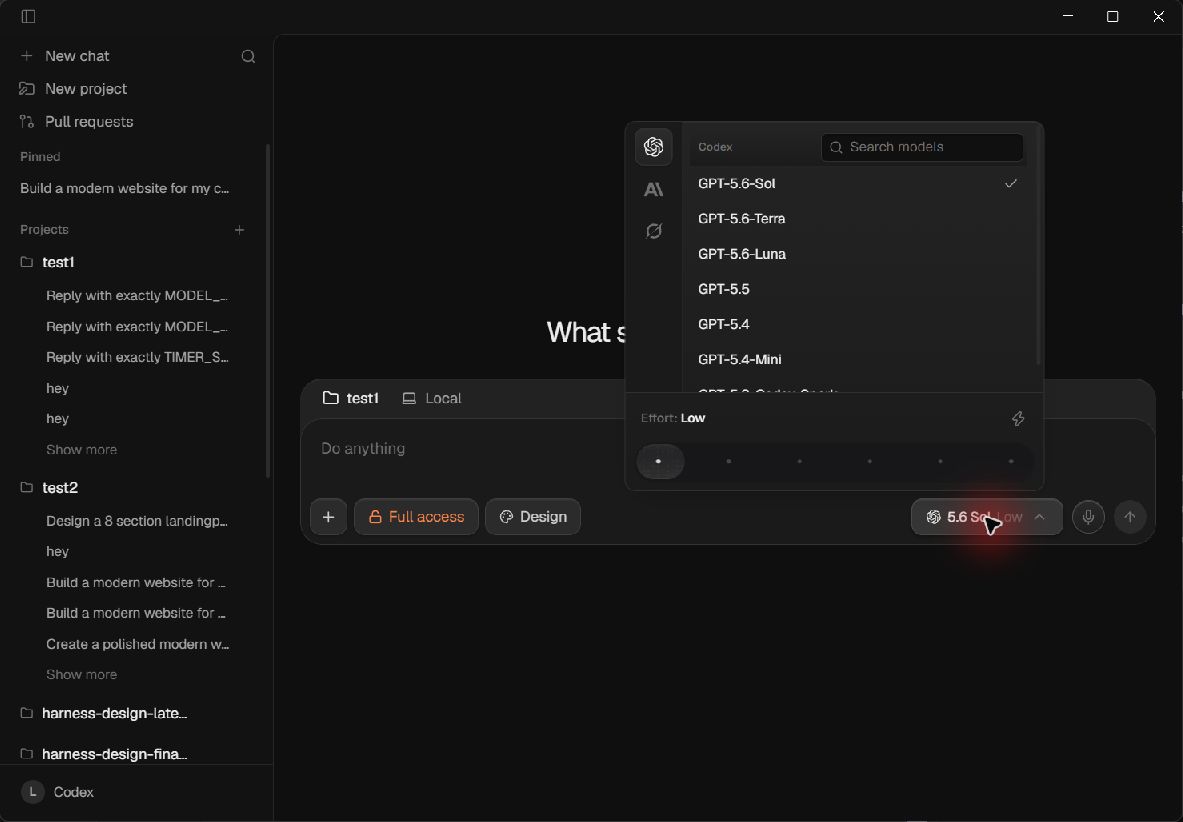 New chat
New project
Pull requests
Pinned
Build a modern website for my c...
Projects
test1
Reply with exactly MODEL_...
Reply with exactly MODEL_...
Reply with exactly TIMER_S...
hey
hey
Show more
test2
Design a 8 section landingp...
hey
Build a modern website for ...
Build a modern website for ...
Create a polished modern w...
Show more
harness-design-late...
harness-design-fina...
L Codex
What s
Codex
Search models
GPT-5.6-Sol
GPT-5.6-Terra
GPT-5.6-Luna
GPT-5.5
GPT-5.4
GPT-5.4-Mini
Effort: Low
test1 Local
Do anything
Full access Design
5.6 Sol Low